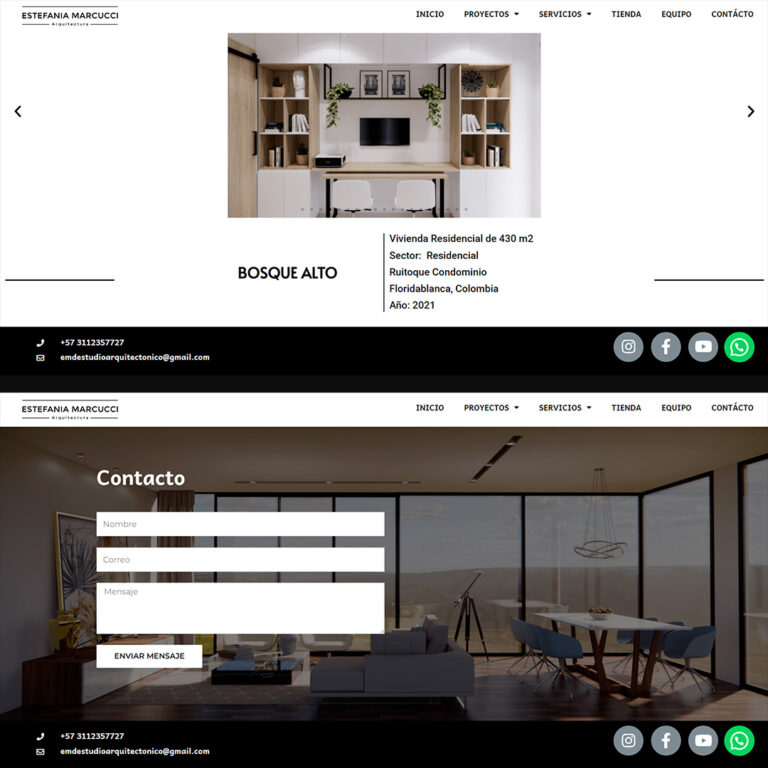 ESTEFANIA MARCUCCI
Arquitectura
INICIO PROYECTOS SERVICIOS TIENDA EQUIPO CONTÁCTO
BOSQUE ALTO
Vivienda Residencial de 430 m2
Sector: Residencial
Ruitoque Condominio
Floridablanca, Colombia
Año: 2021
+57 3112357727
emdestudioarquitectonico@gmail.com
ESTEFANIA MARCUCCI
Arquitectura
INICIO PROYECTOS SERVICIOS TIENDA EQUIPO CONTÁCTO
Contacto
Nombre
Correo
Mensaje
ENVIAR MENSAJE
+57 3112357727
emdestudioarquitectonico@gmail.com